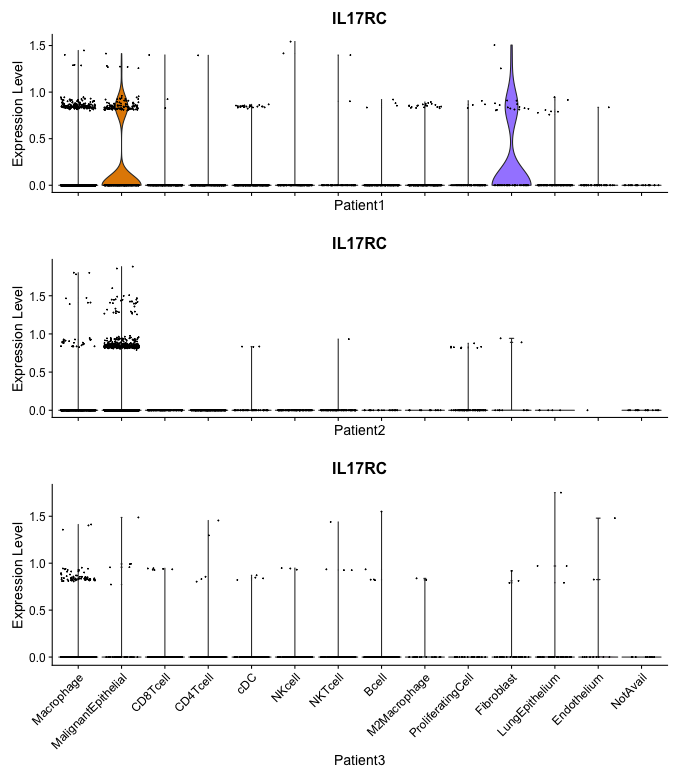 IL17RC
Expression Level
1.5
1.0
0.5
0.0
Patient1
IL17RC
Expression Level
1.5
1.0
0.5
0.0
Patient2
IL17RC
Expression Level
1.5
1.0
0.5
0.0
Macrophage
MalignantEpithelial
CD8Tcell
CD4Tcell
cDC
NKcell
NKTcell
Bcell
M2Macrophage
ProliferatingCell
Fibroblast
LungEpithelium
Endothelium
NotAvail
Patient3